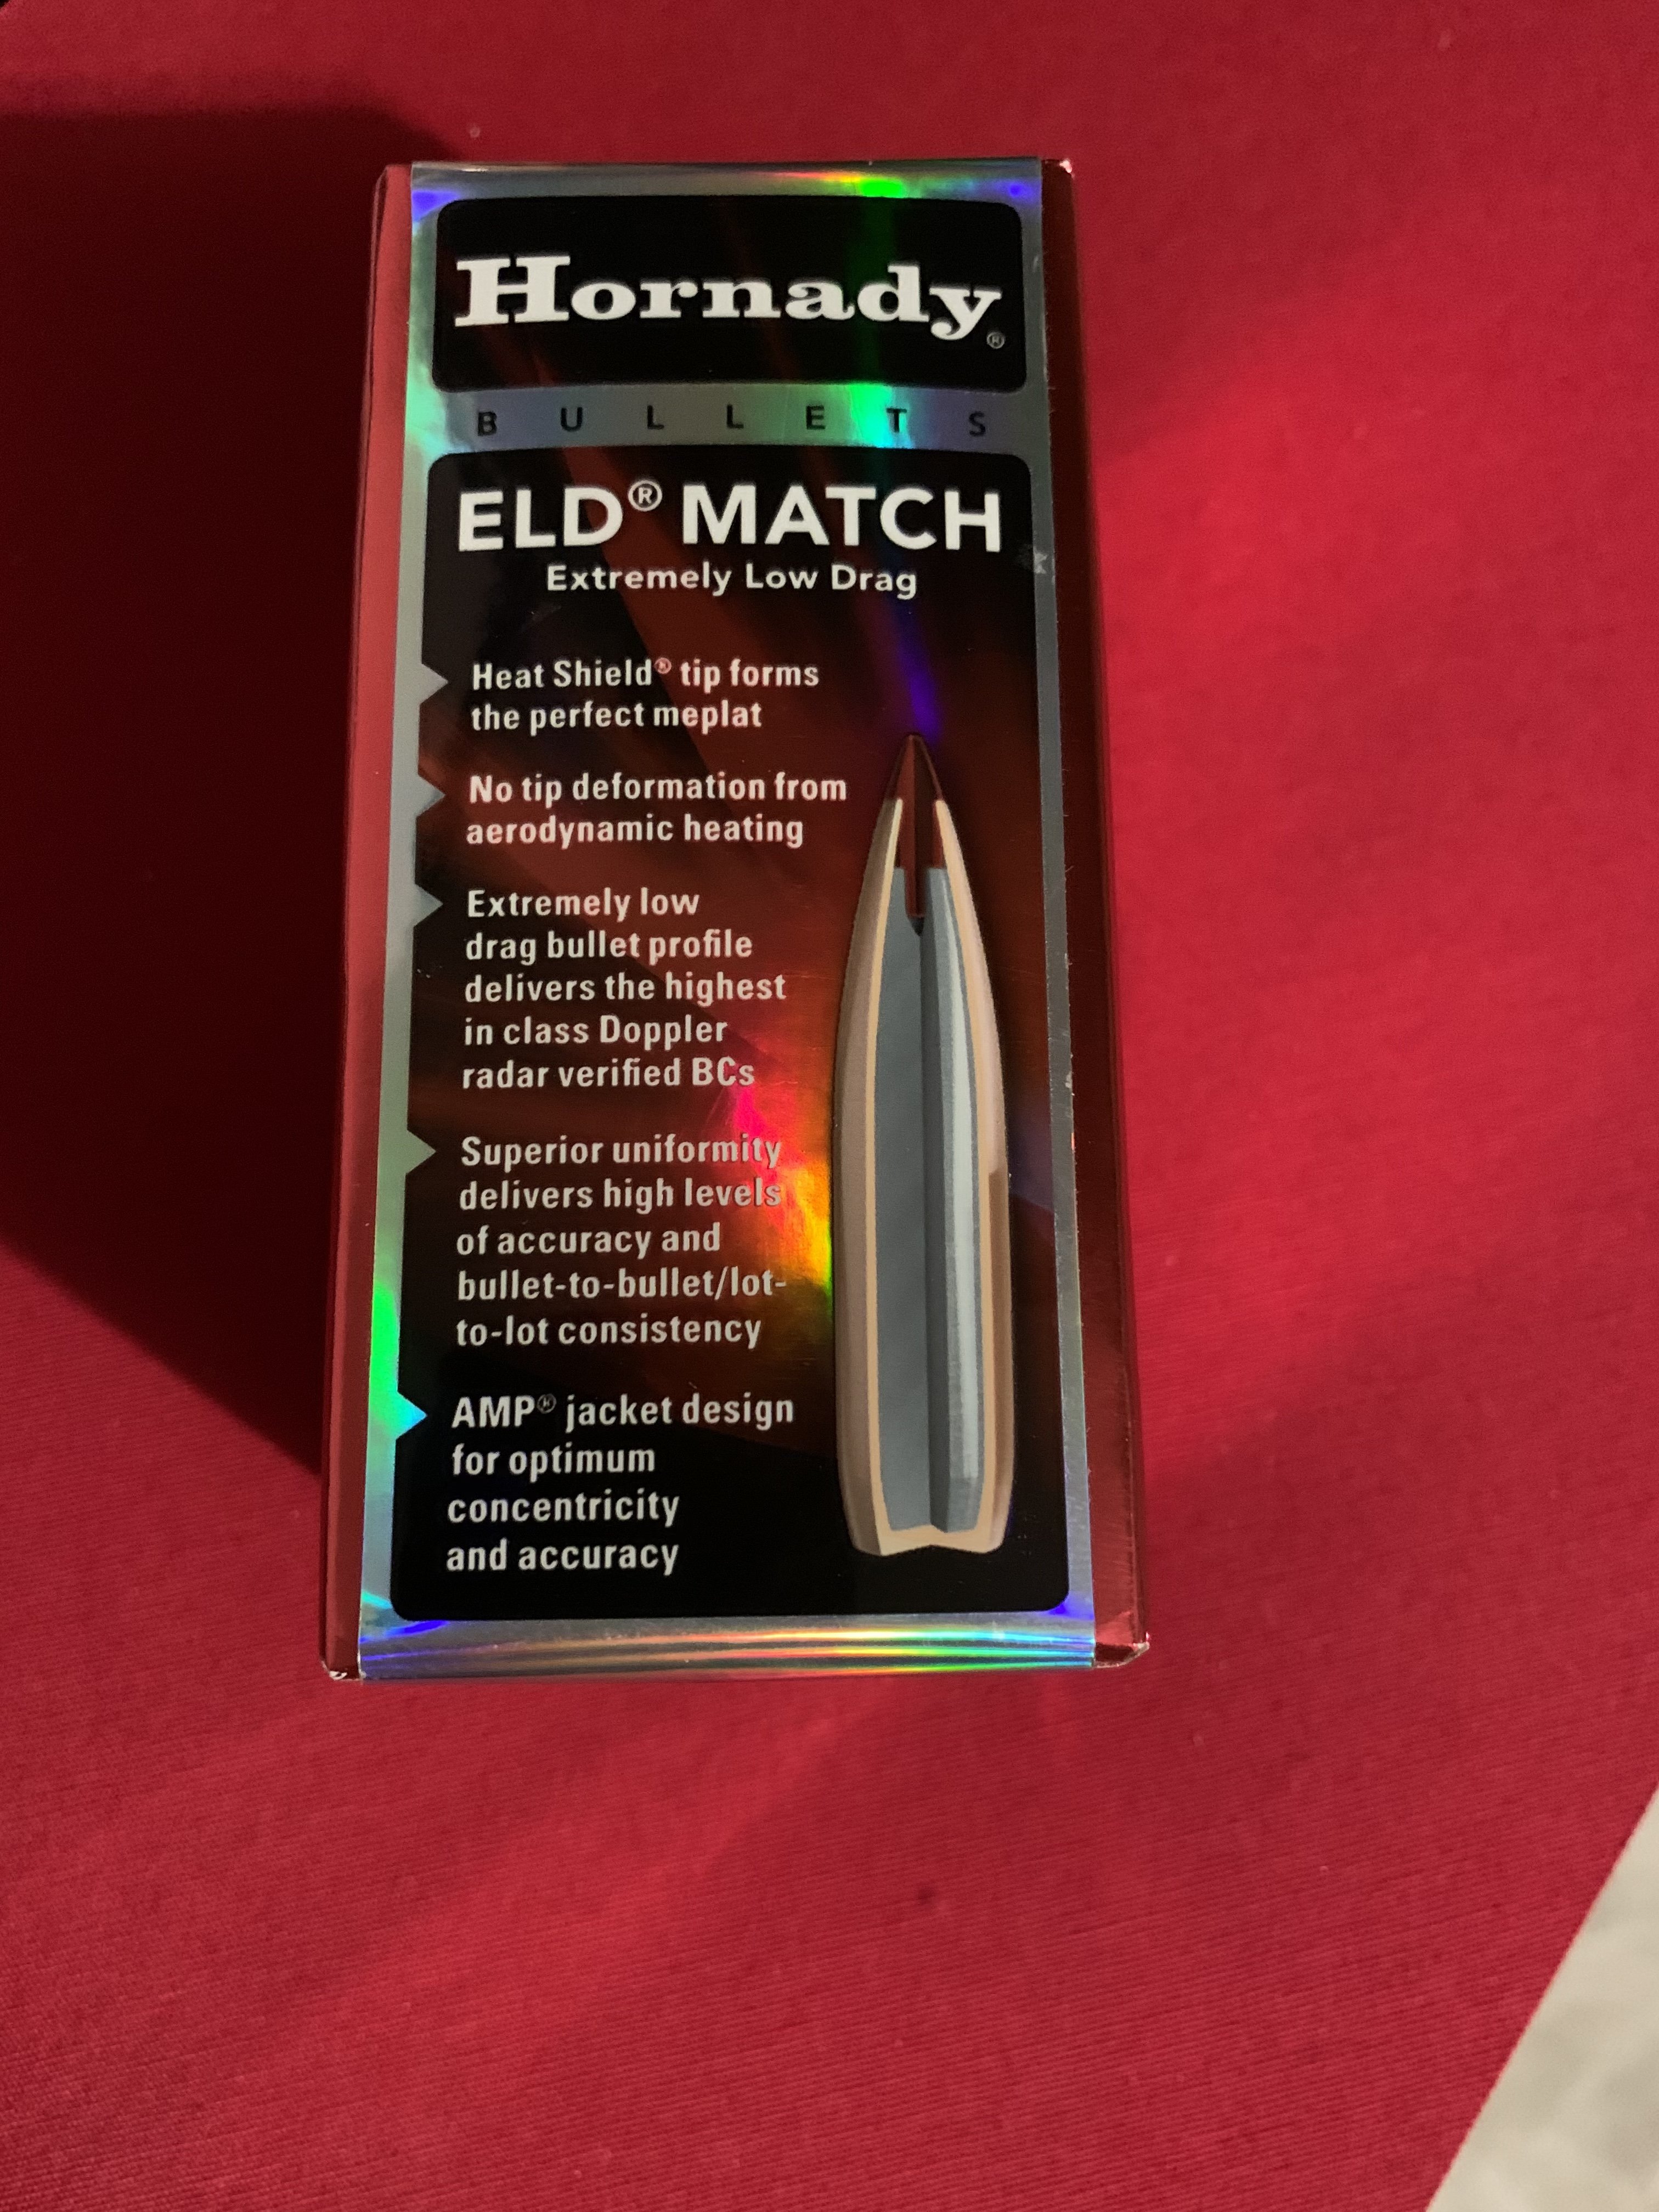 Hornady®
BULLETS
ELD® MATCH
Extremely Low Drag
Heat Shield® tip forms
the perfect meplat
No tip deformation from
aerodynamic heating
Extremely low
drag bullet profile
delivers the highest
in class Doppler
radar verified BCs
Superior uniformity
delivers high levels
of accuracy and
bullet-to-bullet/lot-
to-lot consistency
AMP® jacket design
for optimum
concentricity
and accuracy